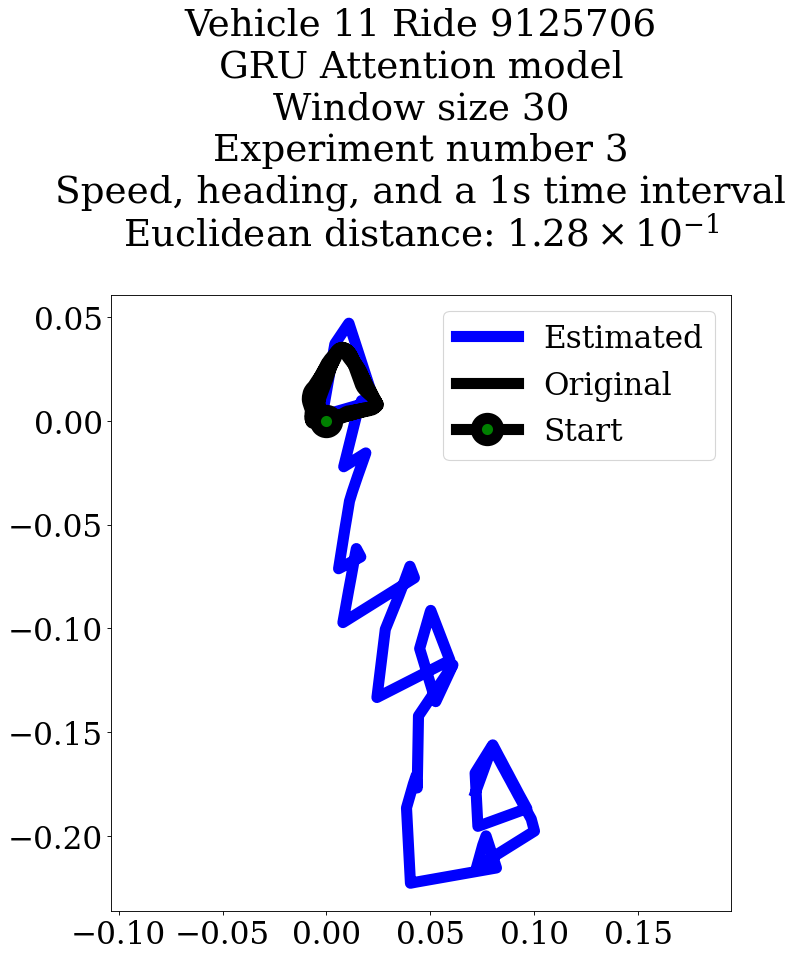 Vehicle 11 Ride 9125706
GRU Attention model
Window size 30
Experiment number 3
Speed, heading, and a 1s time interval
Euclidean distance: 1.28 × 10⁻¹
Estimated
Original
Start
0.05
0.00
−0.05
−0.10
−0.15
−0.20
−0.10 −0.05 0.00 0.05 0.10 0.15